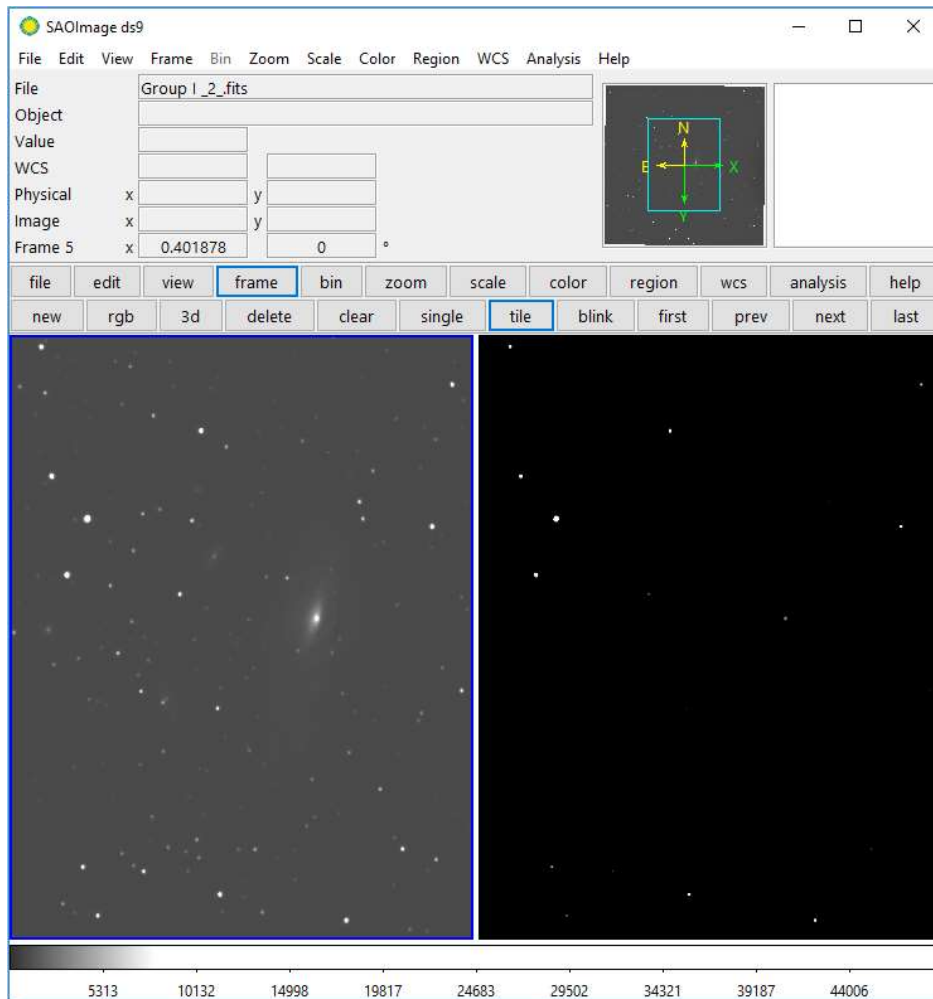 SAOImage ds9
File Edit View Frame Bin Zoom Scale Color Region WCS Analysis Help
File Group I _2_.fits
Object
Value
WCS
Physical x y
Image x y
Frame 5 x 0.401878 0 °
N
E X
Y
file edit view frame bin zoom scale color region wcs analysis help
new rgb 3d delete clear single tile blink first prev next last
5313 10132 14998 19817 24683 29502 34321 39187 44006